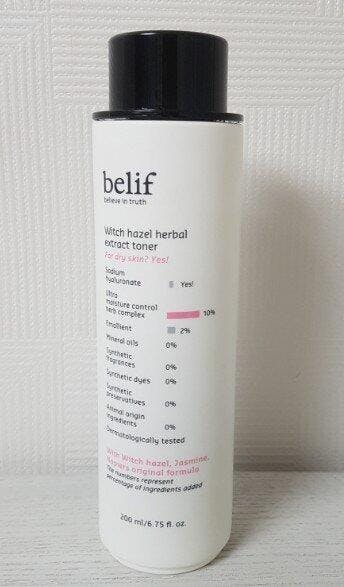 belif
believe in truth
Witch hazel herbal
extract toner
For dry skin? Yes!
Sodium
hyaluronate Yes!
Ultra
moisture control
herb complex 10%
Emollient 2%
Mineral oils 0%
Synthetic
fragrances 0%
Synthetic dyes 0%
Synthetic
preservatives 0%
Animal origin
ingredients 0%
Dermatologically tested
With Witch hazel, Jasmine,
Napiers original formula
The numbers represent
percentage of ingredients added
200 ml/6.75 fl. oz.